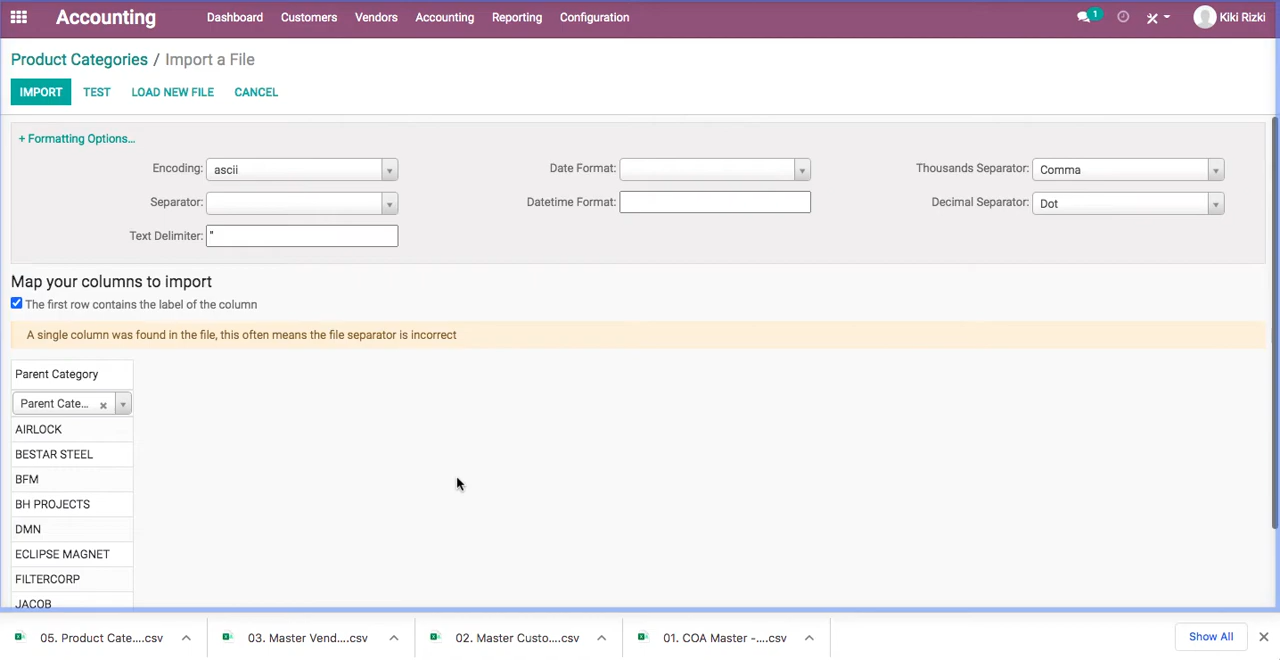 Accounting
Dashboard Customers Vendors Accounting Reporting Configuration
1 Kiki Rizki
Product Categories / Import a File
IMPORT TEST LOAD NEW FILE CANCEL
+ Formatting Options...
Encoding: ascii Date Format: Thousands Separator: Comma
Separator: Datetime Format: Decimal Separator: Dot
Text Delimiter: "
Map your columns to import
The first row contains the label of the column
A single column was found in the file, this often means the file separator is incorrect
Parent Category
Parent Cate...
AIRLOCK
BESTAR STEEL
BFM
BH PROJECTS
DMN
ECLIPSE MAGNET
FILTERCORP
JACOB
05. Product Cate....csv 03. Master Vend....csv 02. Master Custo....csv 01. COA Master -....csv Show All